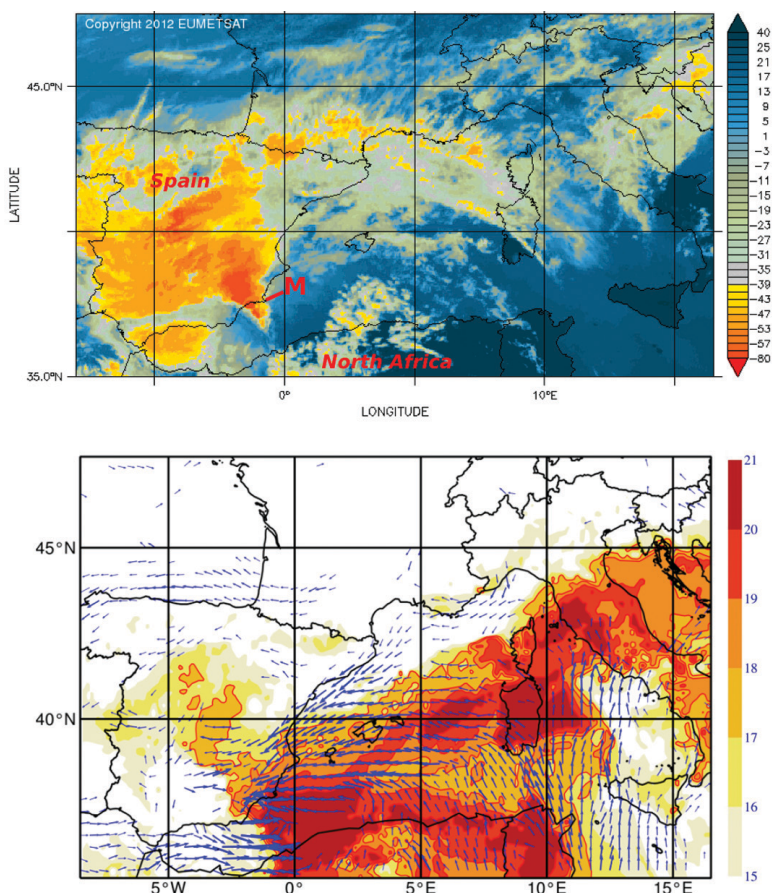 Copyright 2012 EUMETSAT
45.0°N
35.0°N
LATITUDE
0°
10°E
LONGITUDE
Spain
M
North Africa
40
25
21
17
13
9
5
1
−3
−7
−11
−15
−19
−23
−27
−31
−35
−39
−43
−47
−53
−57
−80
45°N
40°N
5°W
0°E
5°E
10°E
15°E
21
20
19
18
17
16
15